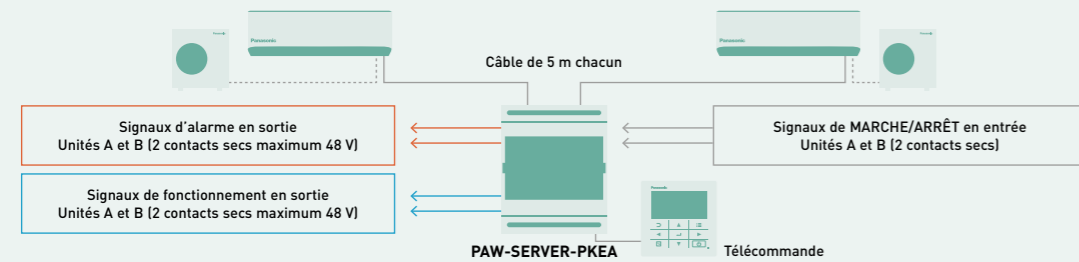 Panasonic
Panasonic
Câble de 5 m chacun
Signaux d'alarme en sortie
Unités A et B (2 contacts secs maximum 48 V)
Signaux de MARCHE/ARRÊT en entrée
Unités A et B (2 contacts secs)
Signaux de fonctionnement en sortie
Unités A et B (2 contacts secs maximum 48 V)
Panasonic
PAW-SERVER-PKEA
Télécommande